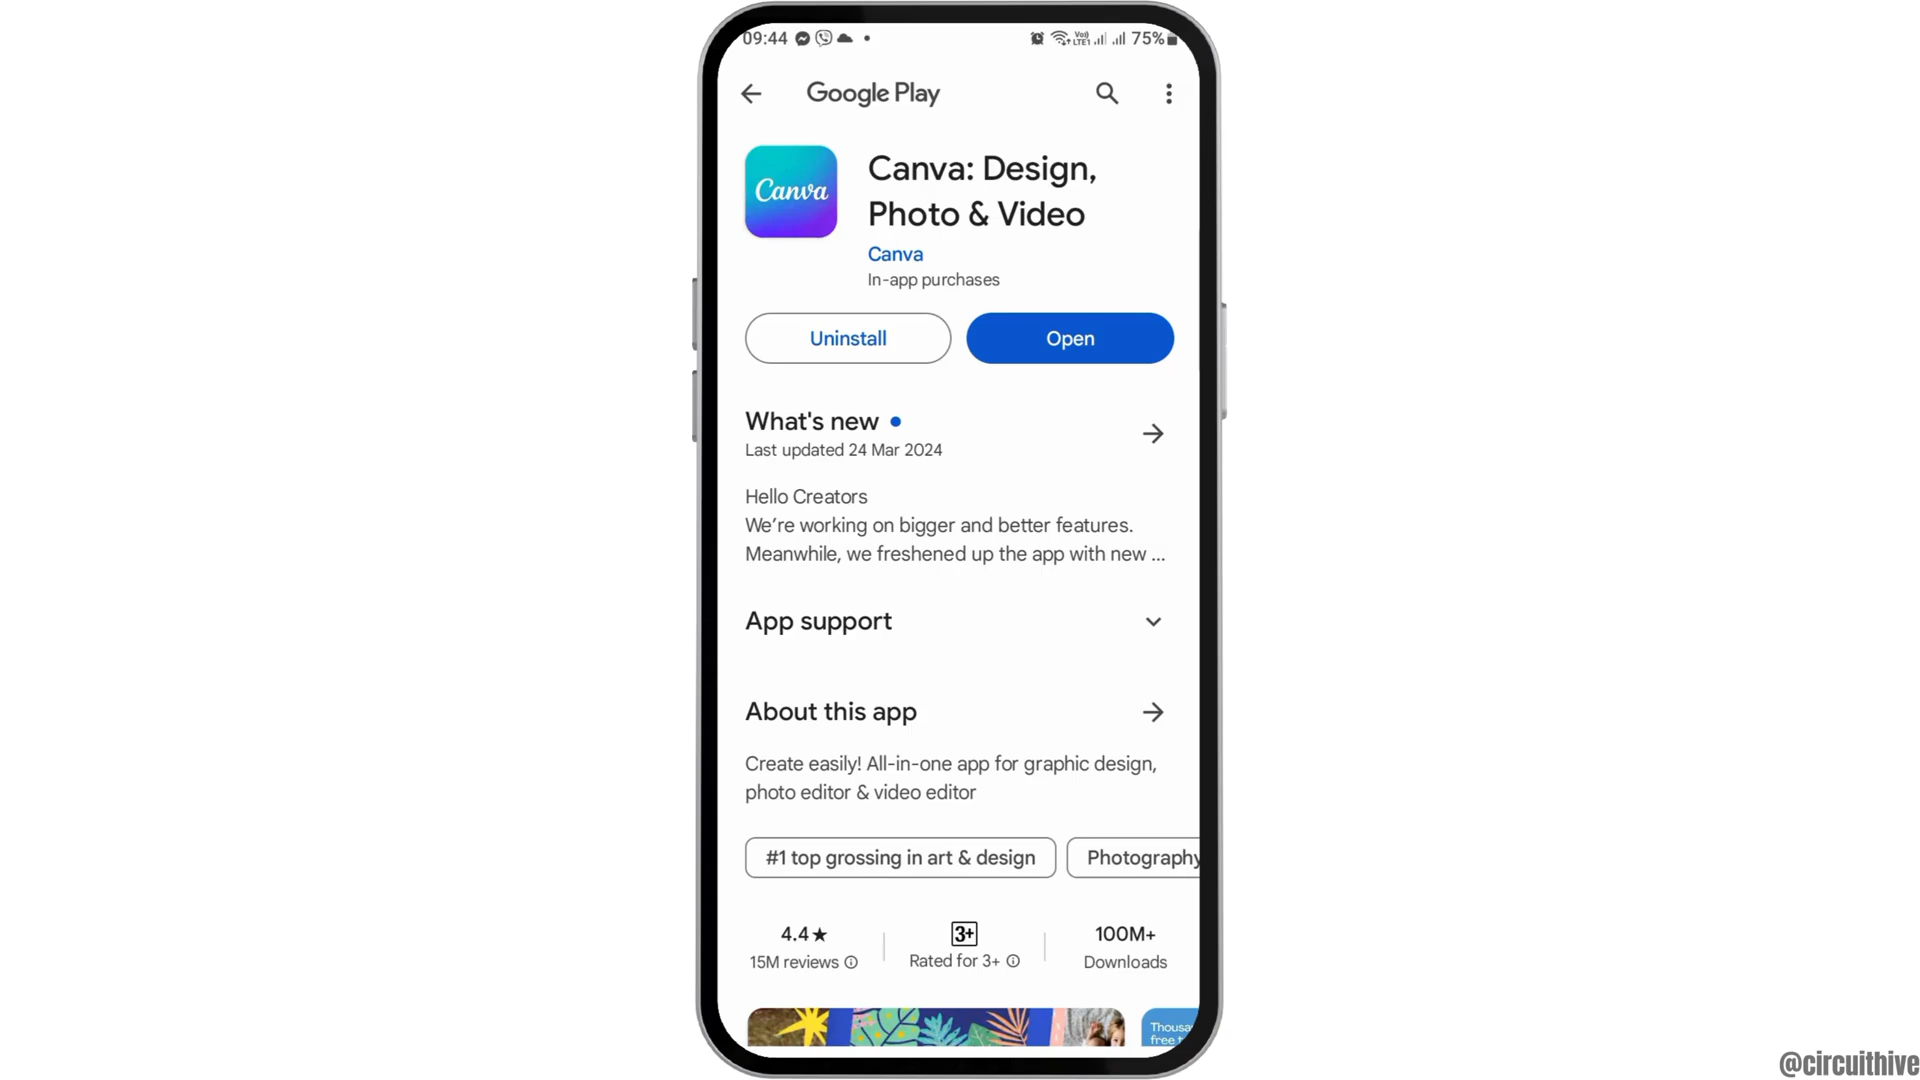 09:44
Vo) LTE1
75%
Google Play
Canva
Canva: Design,
Photo & Video
Canva
In-app purchases
Uninstall
Open
What's new
Last updated 24 Mar 2024
Hello Creators
We’re working on bigger and better features.
Meanwhile, we freshened up the app with new ...
App support
About this app
Create easily! All-in-one app for graphic design,
photo editor & video editor
#1 top grossing in art & design
Photography
4.4★
3+
100M+
15M reviews
Rated for 3+
Downloads
Thousa
free t
@circuithive